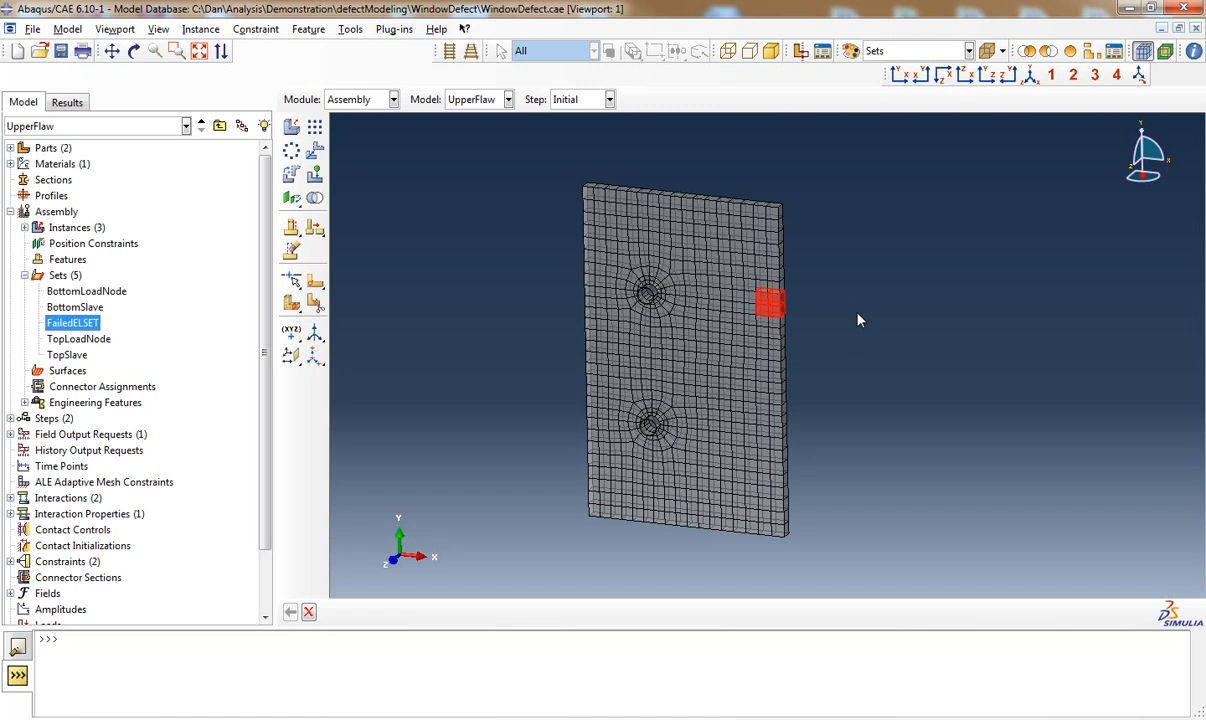 Abaqus/CAE 6.10-1 - Model Database: C:\Dan\Analysis\Demonstration\defectModeling\WindowDefect\WindowDefect.cae [Viewport: 1]
File Model Viewport View Instance Constraint Feature Tools Plug-ins Help
All Sets
1 2 3 4
Model Results Module: Assembly Model: UpperFlaw Step: Initial
UpperFlaw
Parts (2)
Materials (1)
Sections
Profiles
Assembly
Instances (3)
Position Constraints
Features
Sets (5)
BottomLoadNode
BottomSlave
FailedELSET
TopLoadNode
TopSlave
Surfaces
Connector Assignments
Engineering Features
Steps (2)
Field Output Requests (1)
History Output Requests
Time Points
ALE Adaptive Mesh Constraints
Interactions (2)
Interaction Properties (1)
Contact Controls
Contact Initializations
Constraints (2)
Connector Sections
Fields
Amplitudes
Y
X
Z
Y
X
Z
(XYZ)
SIMULIA
>>>
>>>